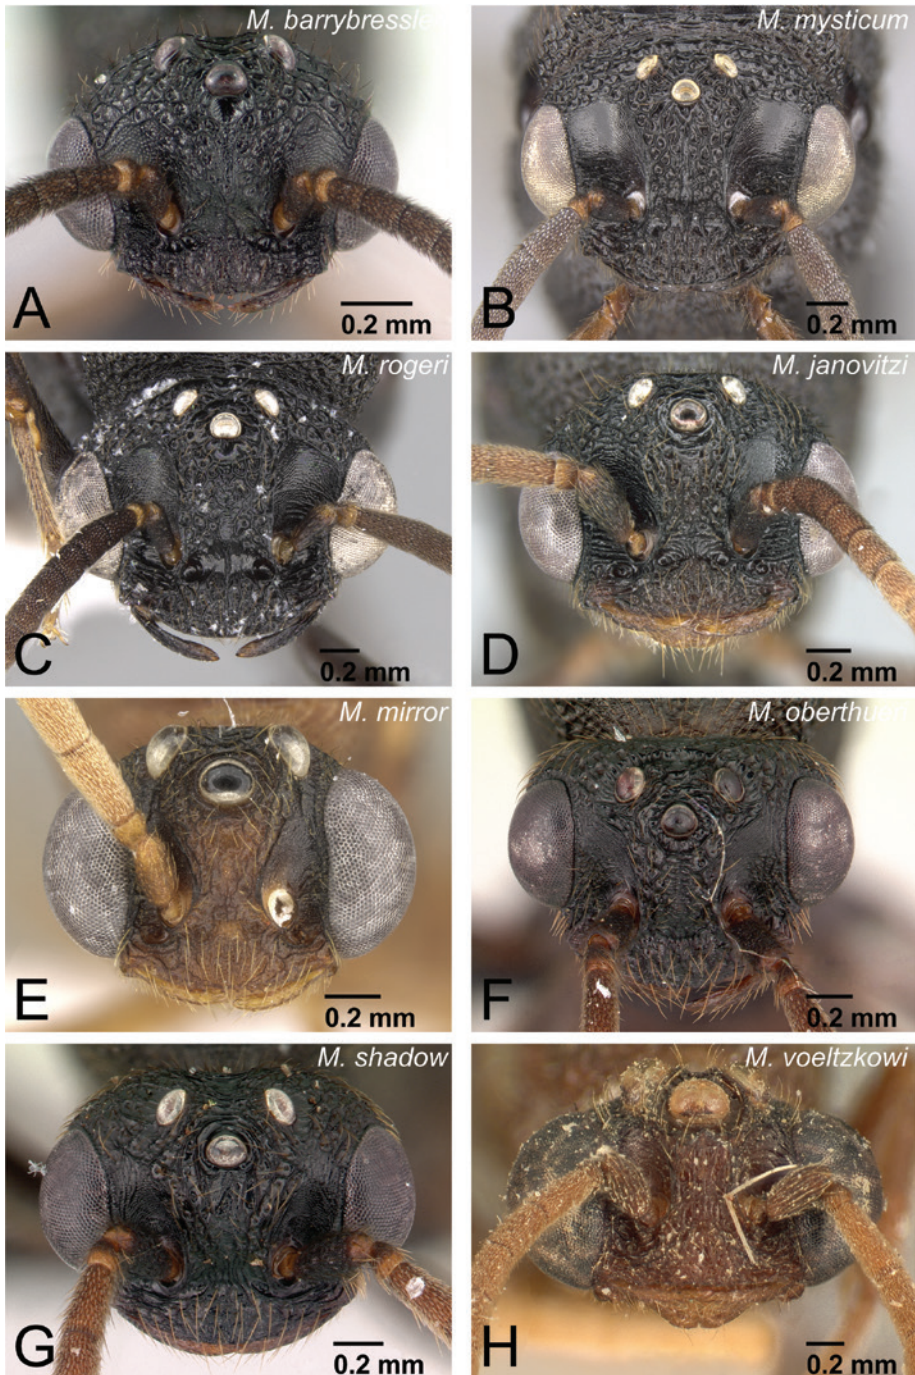 M. barrybressle
A
0.2 mm
M. mysticum
B
0.2 mm
M. rogeri
C
0.2 mm
M. janovitzi
D
0.2 mm
M. mirror
E
0.2 mm
M. oberthueri
F
0.2 mm
M. shadow
G
0.2 mm
M. voeltzkowi
H
0.2 mm